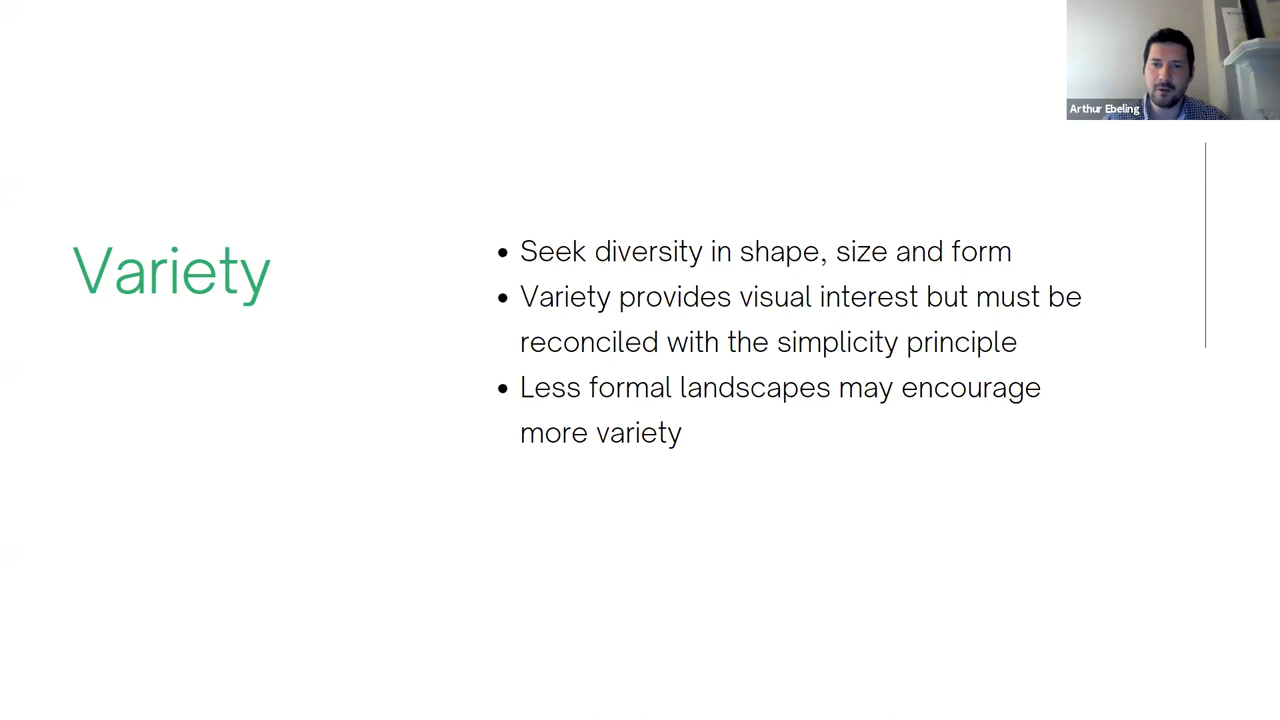 Arthur Ebeling
Variety
• Seek diversity in shape, size and form
• Variety provides visual interest but must be
reconciled with the simplicity principle
• Less formal landscapes may encourage
more variety